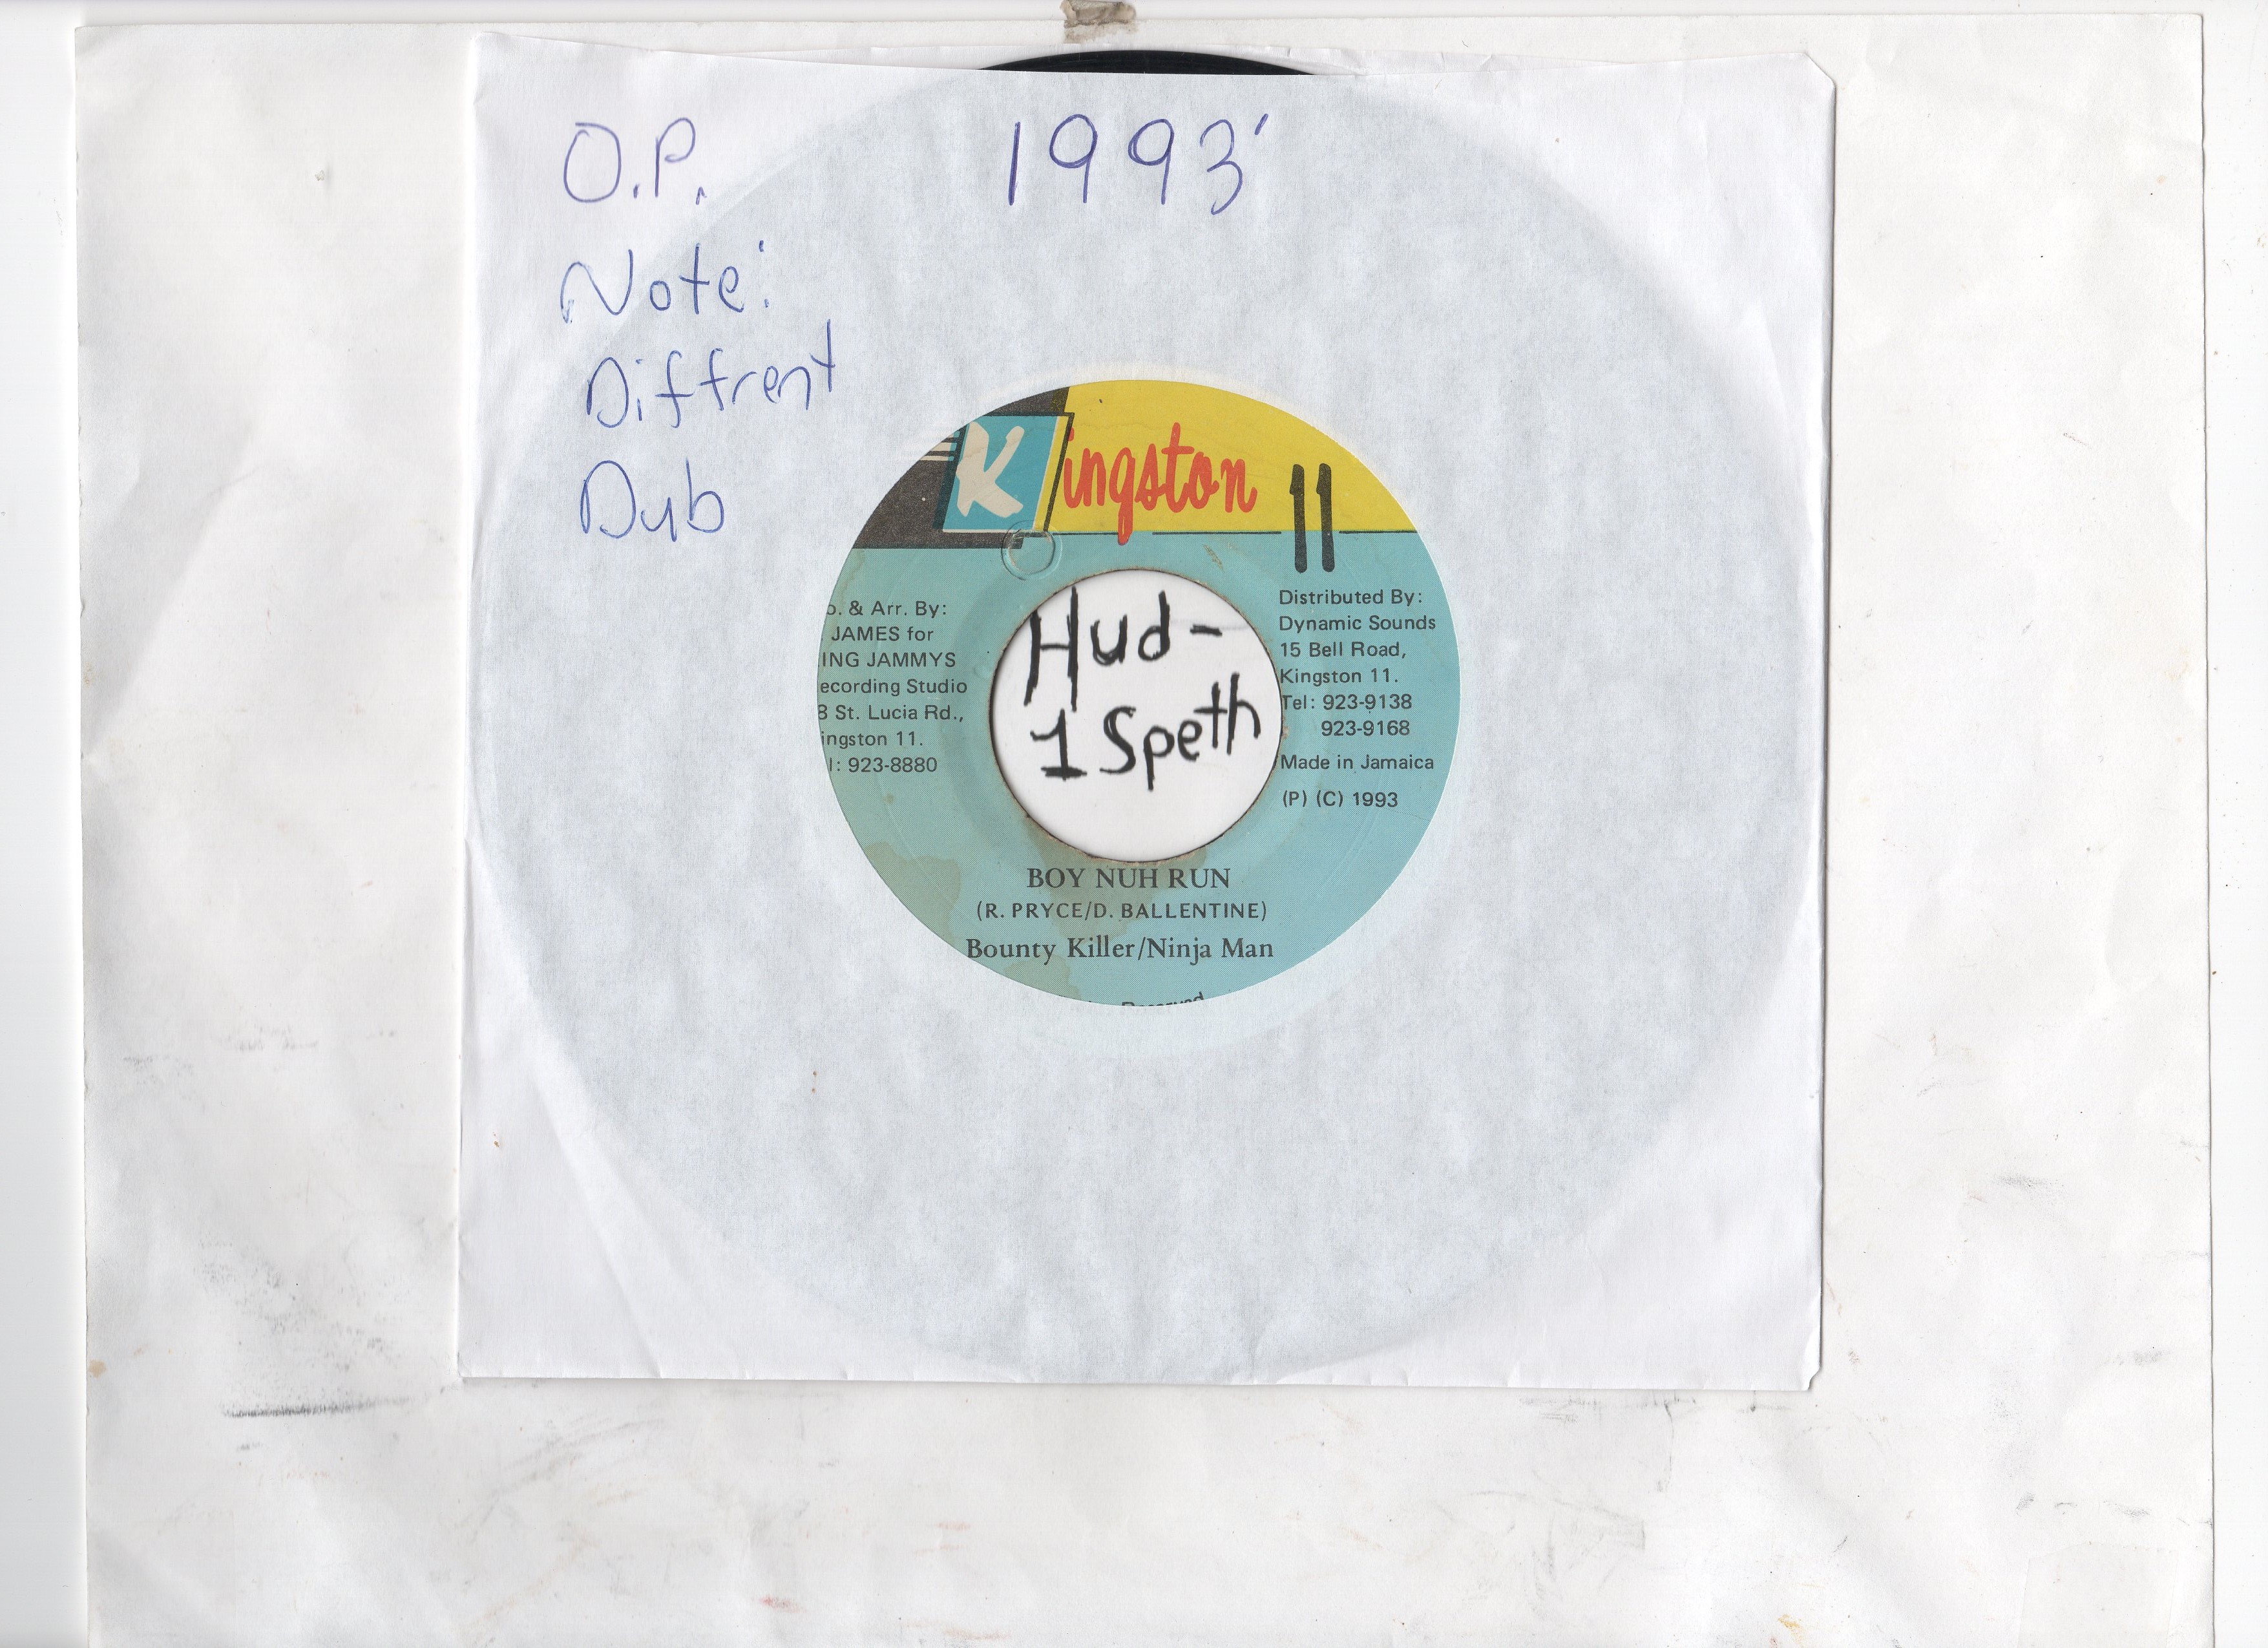 O.P. 1993'
Note:
Diffrent
Dub
Kingston 11
o. & Arr. By:
JAMES for
ING JAMMYS
ecording Studio
8 St. Lucia Rd.,
ingston 11.
l: 923-8880
Hud-
1 Speth
Distributed By:
Dynamic Sounds
15 Bell Road,
Kingston 11.
Tel: 923-9138
923-9168
Made in Jamaica
(P) (C) 1993
BOY NUH RUN
(R. PRYCE/D. BALLENTINE)
Bounty Killer/Ninja Man
Reserved